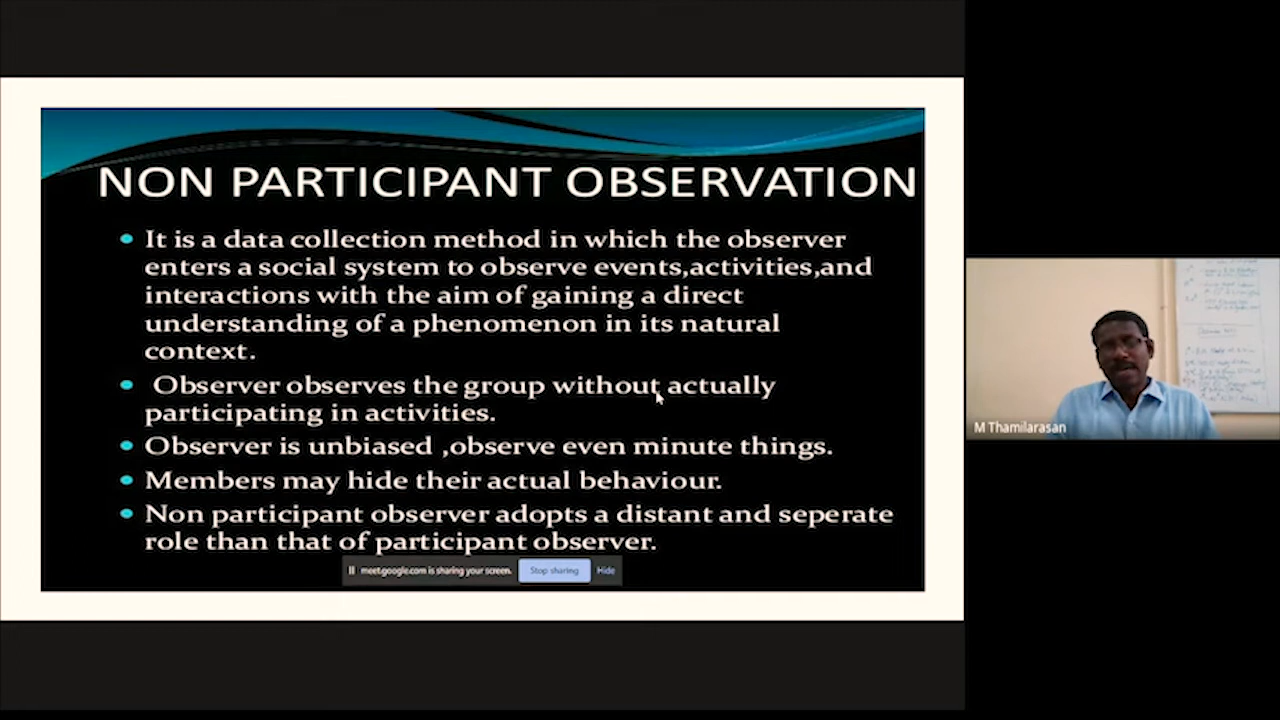 NON PARTICIPANT OBSERVATION
It is a data collection method in which the observer
enters a social system to observe events,activities,and
interactions with the aim of gaining a direct
understanding of a phenomenon in its natural
context.
Observer observes the group without actually
participating in activities.
Observer is unbiased ,observe even minute things.
Members may hide their actual behaviour.
Non participant observer adopts a distant and seperate
role than that of participant observer.
meet.google.com is sharing your screen. Stop sharing Hide
M Thamilarasan